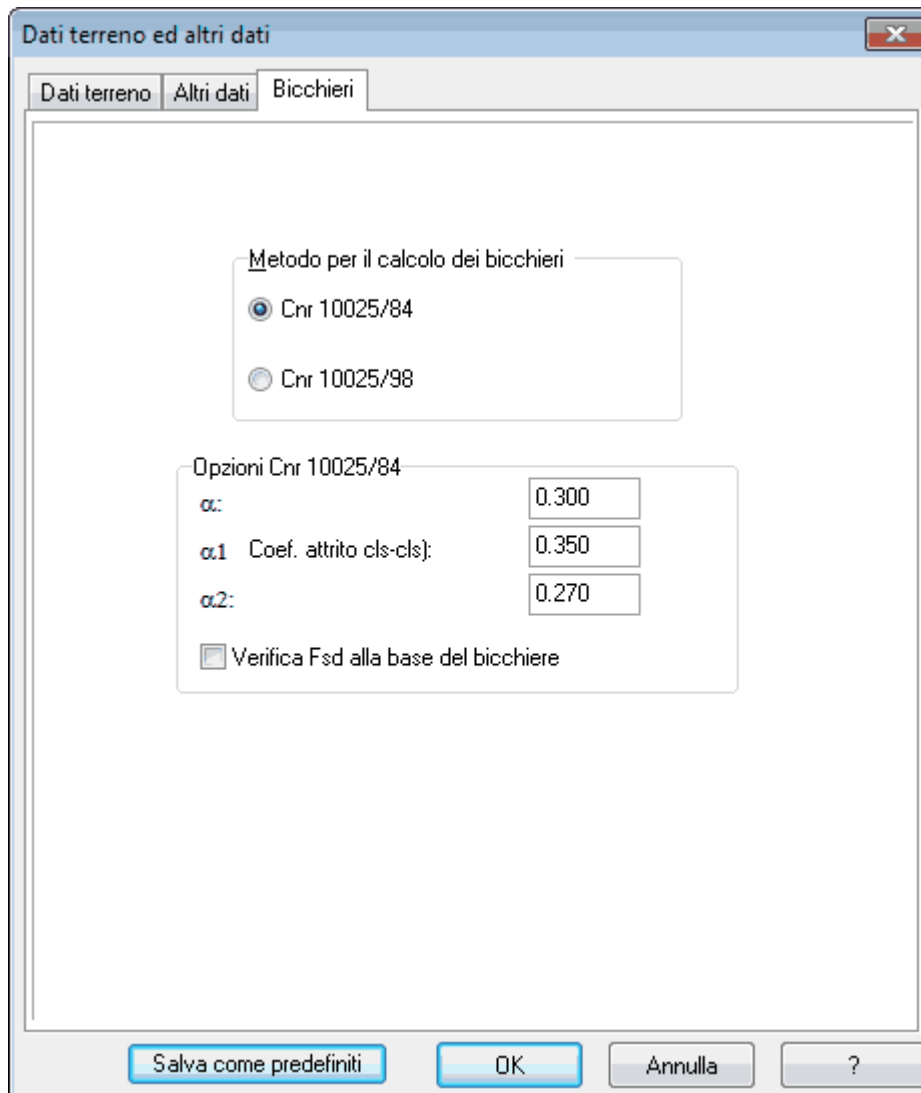 Dati terreno ed altri dati
Dati terreno Altri dati Bicchieri
Metodo per il calcolo dei bicchieri
Cnr 10025/84
Cnr 10025/98
Opzioni Cnr 10025/84
α: 0.300
α1 Coef. attrito cls-cls): 0.350
α2: 0.270
Verifica Fsd alla base del bicchiere
Salva come predefiniti OK Annulla ?